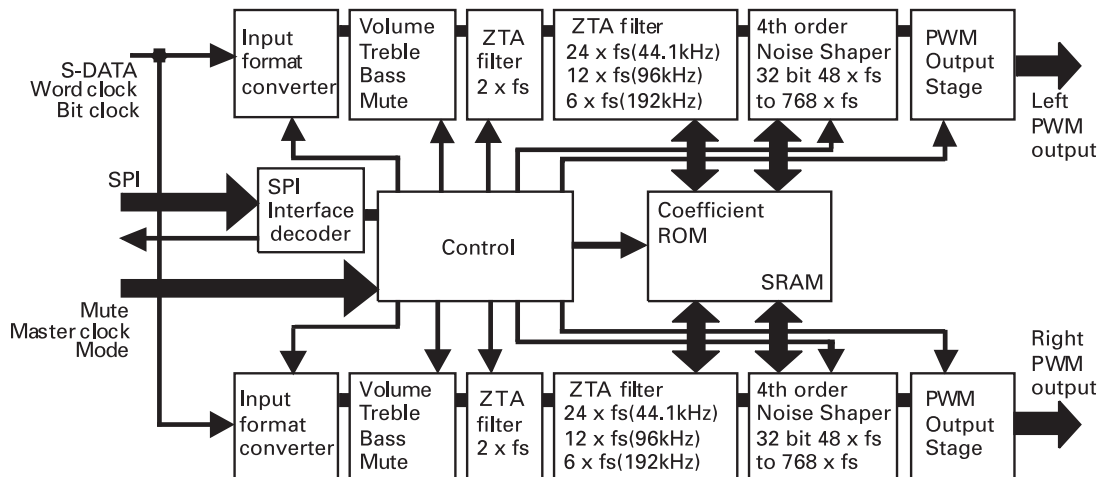 S-DATA
Word clock
Bit clock
Input
format
converter
Volume
Treble
Bass
Mute
ZTA
filter
2 x fs
ZTA filter
24 x fs(44.1kHz)
12 x fs(96kHz)
6 x fs(192kHz)
4th order
Noise Shaper
32 bit 48 x fs
to 768 x fs
PWM
Output
Stage
Left
PWM
output
SPI
SPI
Interface
decoder
Control
Coefficient
ROM
SRAM
Mute
Master clock
Mode
Input
format
converter
Volume
Treble
Bass
Mute
ZTA
filter
2 x fs
ZTA filter
24 x fs(44.1kHz)
12 x fs(96kHz)
6 x fs(192kHz)
4th order
Noise Shaper
32 bit 48 x fs
to 768 x fs
PWM
Output
Stage
Right
PWM
output